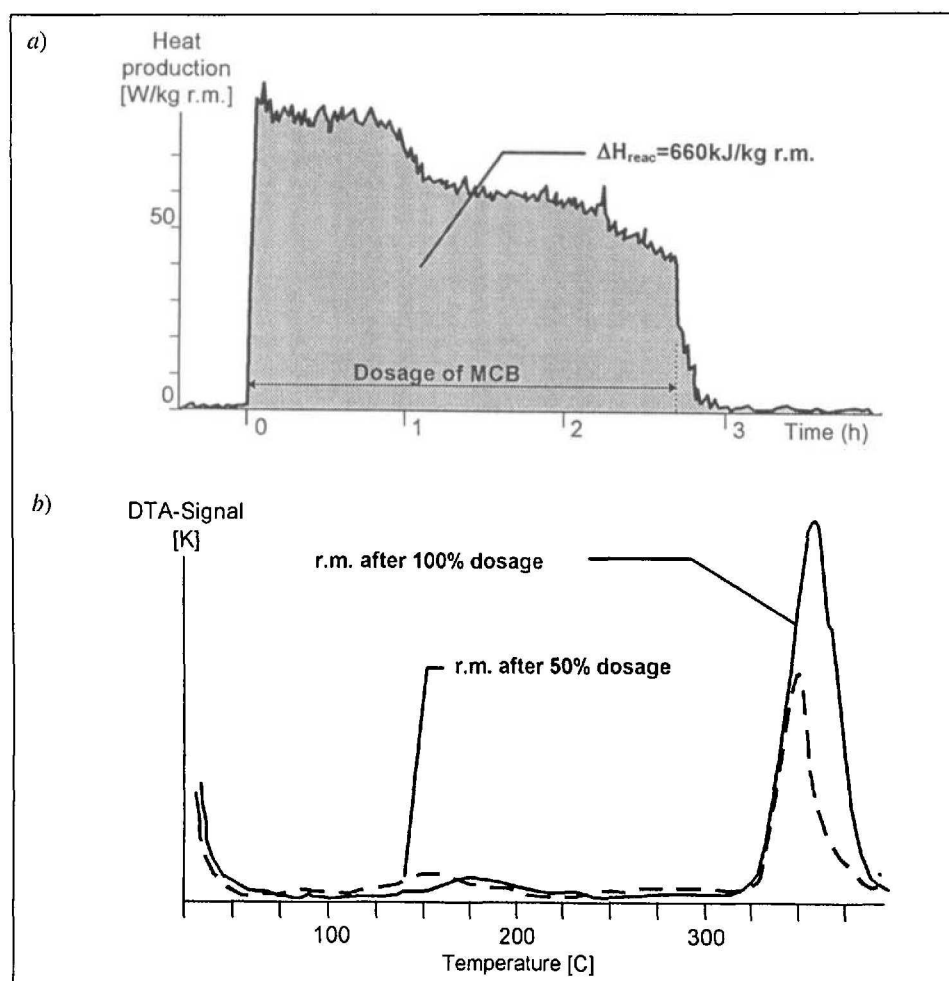 a)
Heat
production
[W/kg r.m.]
ΔHreac=660kJ/kg r.m.
50
Dosage of MCB
0
0 1 2 3 Time (h)
b)
DTA-Signal
[K]
r.m. after 100% dosage
r.m. after 50% dosage
100 200 300
Temperature [C]